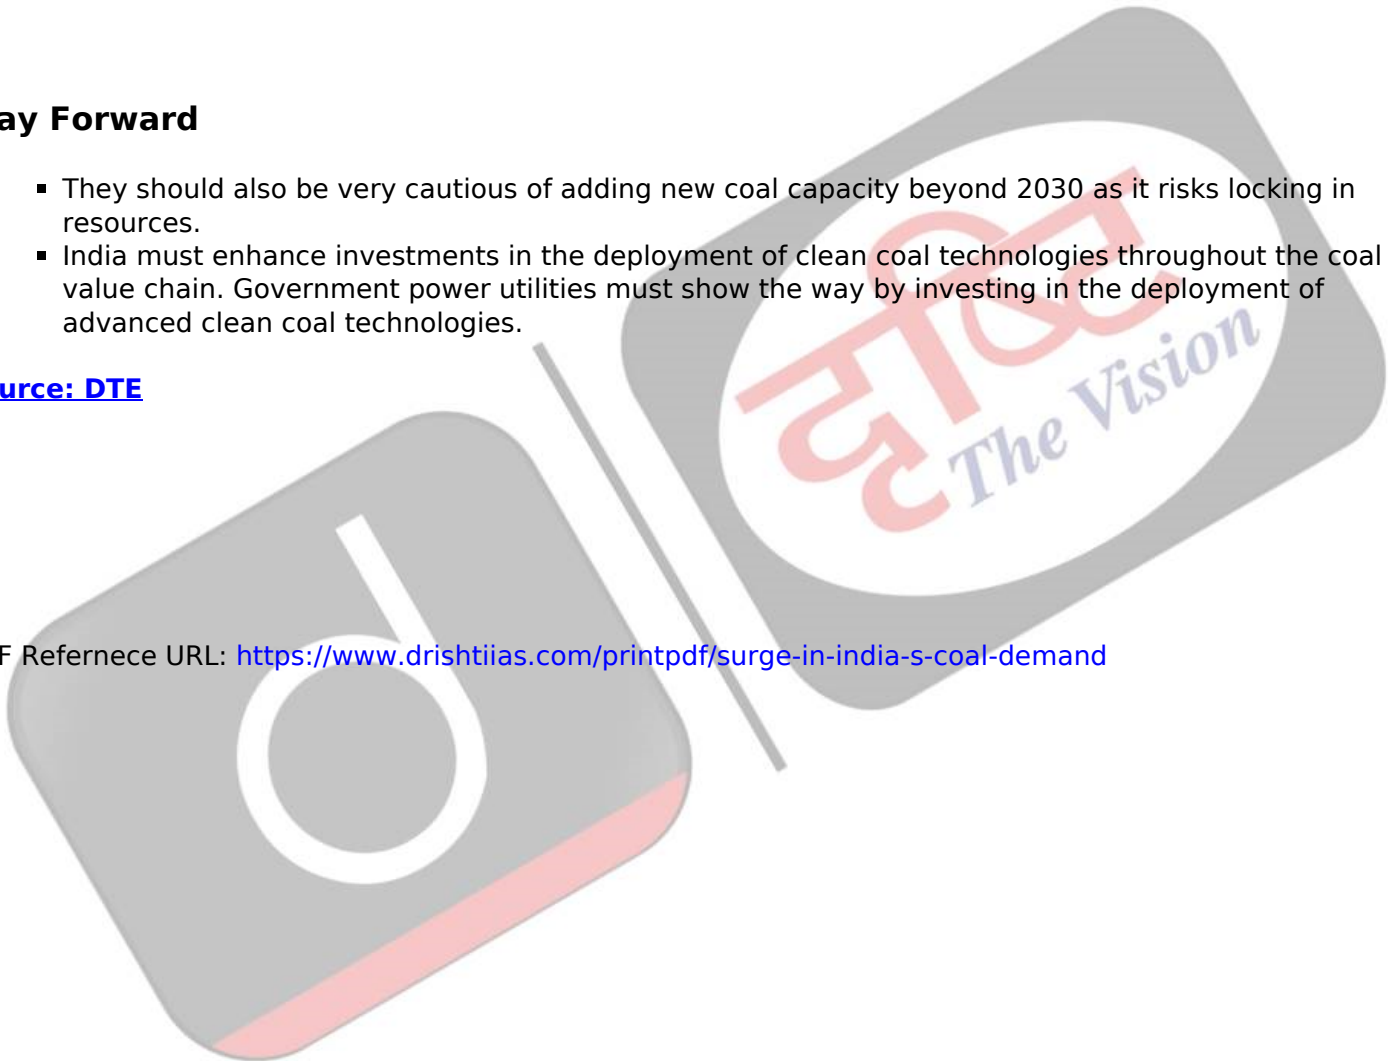 ay Forward
▪ They should also be very cautious of adding new coal capacity beyond 2030 as it risks locking in
resources.
▪ India must enhance investments in the deployment of clean coal technologies throughout the coal
value chain. Government power utilities must show the way by investing in the deployment of
advanced clean coal technologies.
urce: DTE
दृष्टि
The Vision
d
F Refernece URL: https://www.drishtiias.com/printpdf/surge-in-india-s-coal-demand